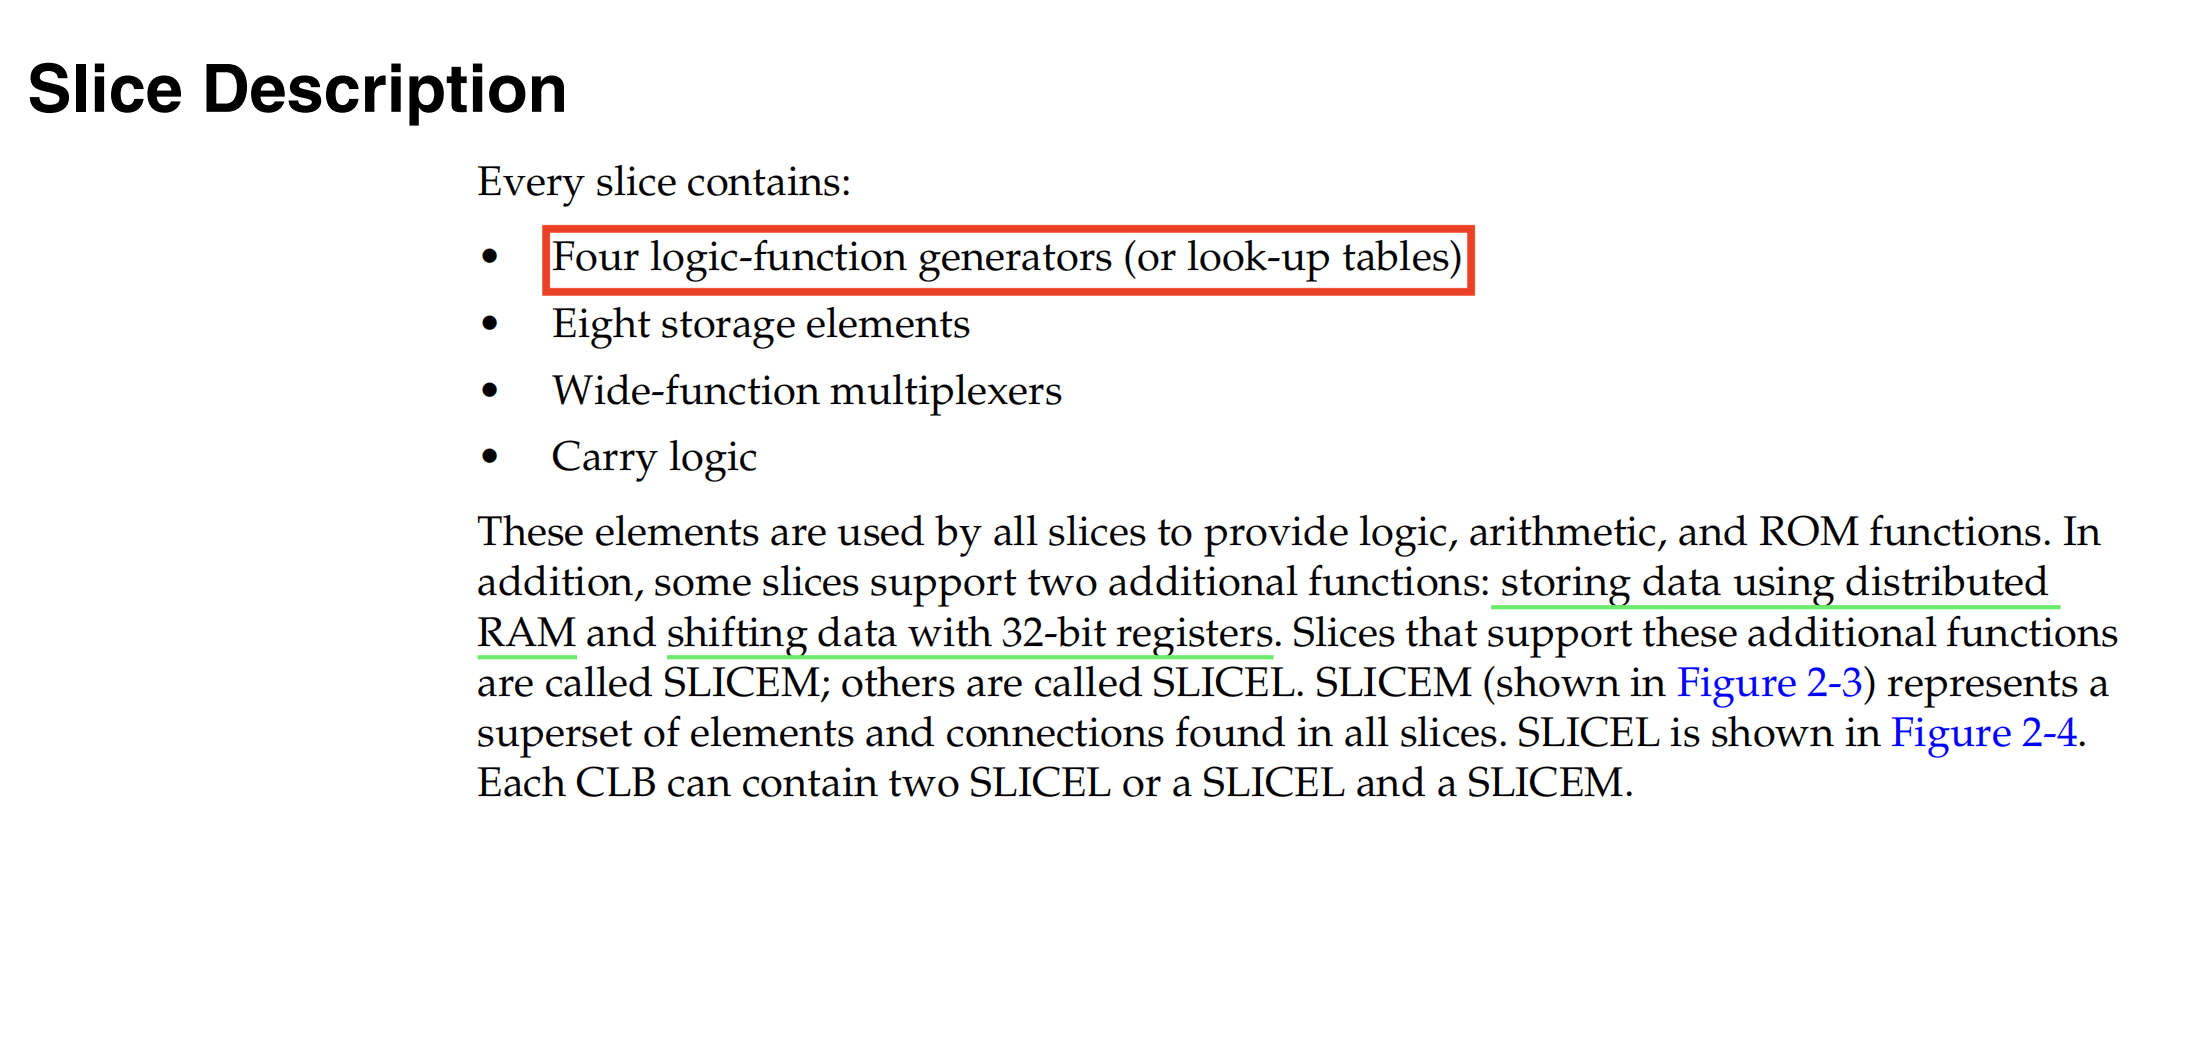 Slice Description
Every slice contains:
• Four logic-function generators (or look-up tables)
• Eight storage elements
• Wide-function multiplexers
• Carry logic
These elements are used by all slices to provide logic, arithmetic, and ROM functions. In
addition, some slices support two additional functions: storing data using distributed
RAM and shifting data with 32-bit registers. Slices that support these additional functions
are called SLICEM; others are called SLICEL. SLICEM (shown in Figure 2-3) represents a
superset of elements and connections found in all slices. SLICEL is shown in Figure 2-4.
Each CLB can contain two SLICEL or a SLICEL and a SLICEM.